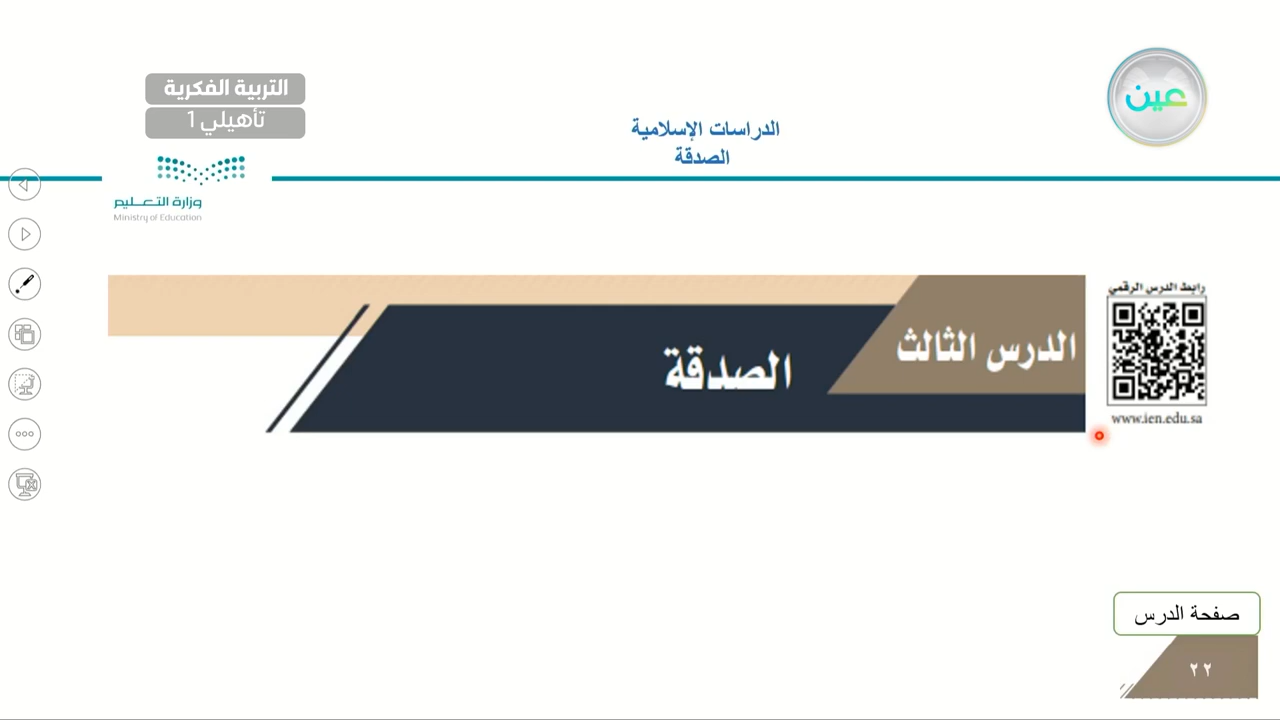 عين
التربية الفكرية
تأهيلي 1
الدراسات الإسلامية
الصدقة
وزارة التعـــليم
Ministry of Education
رابط الدرس الرقمي
www.ien.edu.sa
الدرس الثالث
الصدقة
صفحة الدرس
٢٢